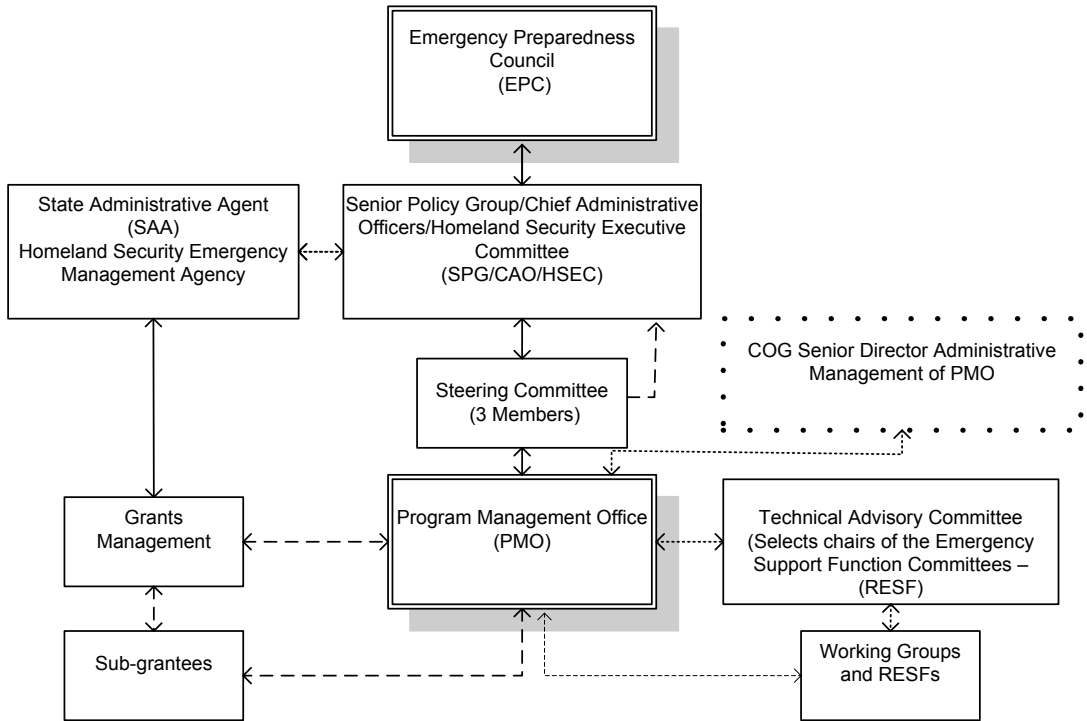 Emergency Preparedness
Council
(EPC)
State Administrative Agent
(SAA)
Homeland Security Emergency
Management Agency
Senior Policy Group/Chief Administrative
Officers/Homeland Security Executive
Committee
(SPG/CAO/HSEC)
COG Senior Director Administrative
Management of PMO
Steering Committee
(3 Members)
Grants
Management
Program Management Office
(PMO)
Technical Advisory Committee
(Selects chairs of the Emergency
Support Function Committees –
(RESF)
Sub-grantees
Working Groups
and RESFs